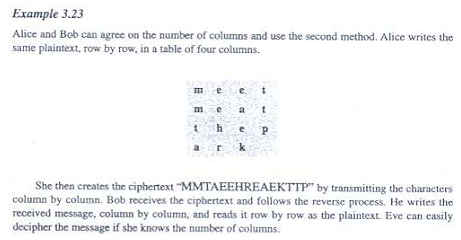 Example 3.23
Alice and Bob can agree on the number of columns and use the second method. Alice writes the
same plaintext, row by row, in a table of four columns.
m e e t
m e a t
t h e p
a r k
She then creates the ciphertext "MMTAEEHREAEKTTP" by transmitting the characters
column by column. Bob receives the ciphertext and follows the reverse process. He writes the
received message, column by column, and reads it row by row as the plaintext. Eve can easily
decipher the message if she knows the number of columns.